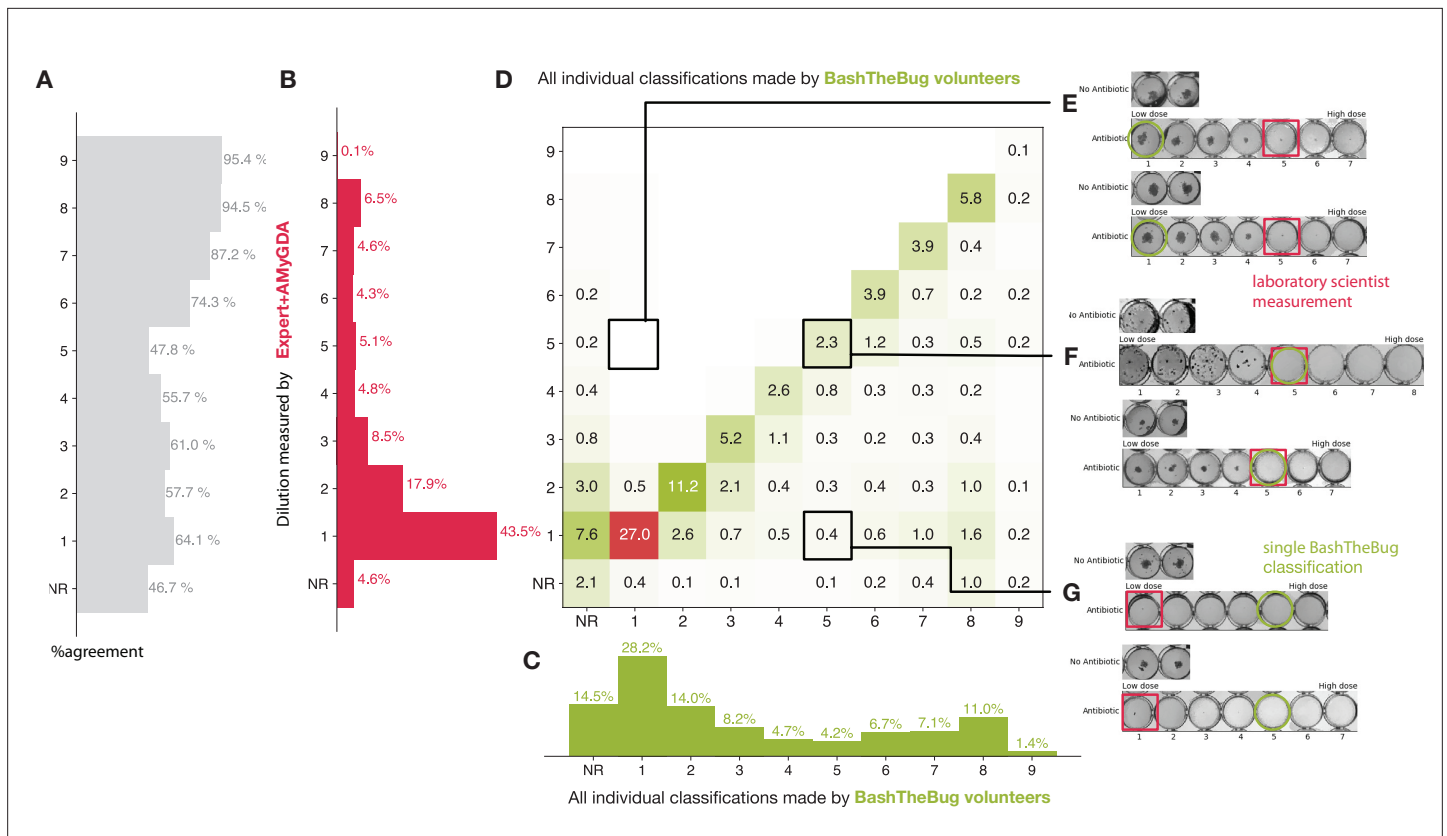 A
9
95.4 %
8
94.5 %
7
87.2 %
6
74.3 %
5
47.8 %
4
55.7 %
3
61.0 %
2
57.7 %
1
64.1 %
NR
46.7 %
%agreement
B
Dilution measured by Expert+AMyGDA
9
0.1%
8
6.5%
7
4.6%
6
4.3%
5
5.1%
4
4.8%
3
8.5%
2
17.9%
1
43.5%
NR
4.6%
D
All individual classifications made by BashTheBug volunteers
9 0.1
8 5.8 0.2
7 3.9 0.4
6 0.2 3.9 0.7 0.2 0.2
5 0.2 2.3 1.2 0.3 0.5 0.2
4 0.4 2.6 0.8 0.3 0.3 0.2
3 0.8 5.2 1.1 0.3 0.2 0.3 0.4
2 3.0 0.5 11.2 2.1 0.4 0.3 0.4 0.3 1.0 0.1
1 7.6 27.0 2.6 0.7 0.5 0.4 0.6 1.0 1.6 0.2
NR 2.1 0.4 0.1 0.1 0.1 0.2 0.4 1.0 0.2
NR 1 2 3 4 5 6 7 8 9
C
14.5% 28.2% 14.0% 8.2% 4.7% 4.2% 6.7% 7.1% 11.0% 1.4%
NR 1 2 3 4 5 6 7 8 9
All individual classifications made by BashTheBug volunteers
E
No Antibiotic
Low dose High dose
Antibiotic
1 2 3 4 5 6 7
No Antibiotic
Low dose High dose
Antibiotic
1 2 3 4 5 6 7
laboratory scientist
measurement
F
No Antibiotic
Low dose High dose
Antibiotic
1 2 3 4 5 6 7 8
No Antibiotic
Low dose High dose
Antibiotic
1 2 3 4 5 6 7
single BashTheBug
classification
G
No Antibiotic
Low dose High dose
Antibiotic
1 2 3 4 5 6 7
No Antibiotic
Low dose High dose
Antibiotic
1 2 3 4 5 6 7